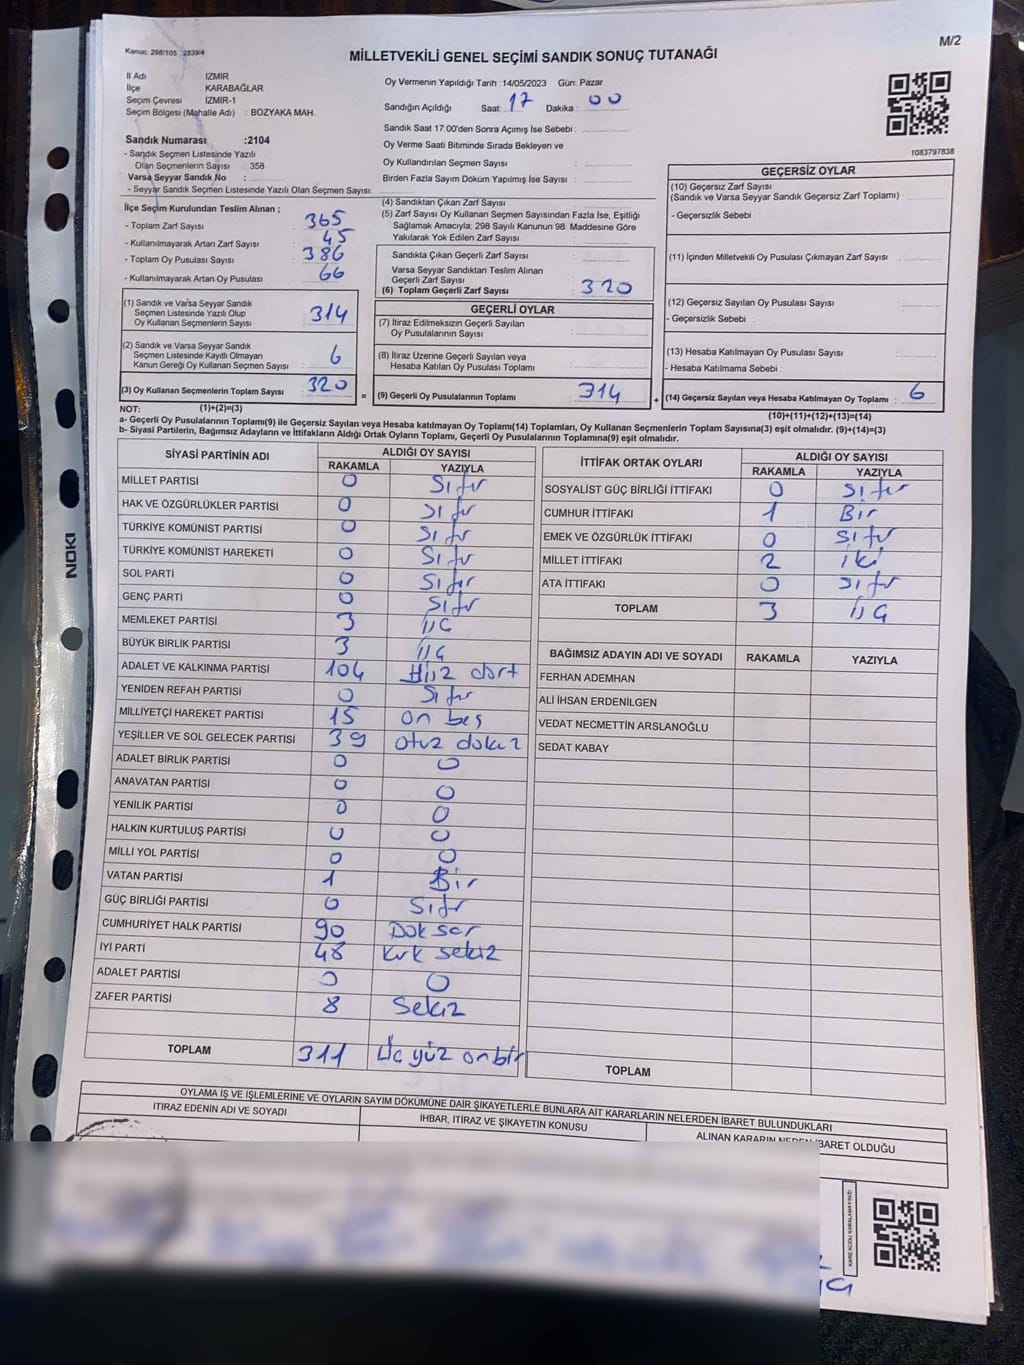 Kanun: 298/105 2839/4
M/2
MİLLETVEKİLİ GENEL SEÇİMİ SANDIK SONUÇ TUTANAĞI
İl Adı İZMİR
İlçe KARABAĞLAR
Seçim Çevresi : İZMİR-1
Seçim Bölgesi (Mahalle Adı) : BOZYAKA MAH.
Sandık Numarası :2104
- Sandık Seçmen Listesinde Yazılı
Olan Seçmenlerin Sayısı : 358
Varsa Seyyar Sandık No :
- Seyyar Sandık Seçmen Listesinde Yazılı Olan Seçmen Sayısı:
Oy Vermenin Yapıldığı Tarih : 14/05/2023 Gün: Pazar
Sandığın Açıldığı Saat: 17 Dakika : 00
Sandık Saat 17:00'den Sonra Açımış İse Sebebi :
Oy Verme Saati Bitiminde Sırada Bekleyen ve
Oy Kullandırılan Seçmen Sayısı :
Birden Fazla Sayım Döküm Yapılmış İse Sayısı :
1083797838
İlçe Seçim Kurulundan Teslim Alınan ;
- Toplam Zarf Sayısı : 365
- Kullanılmayarak Artan Zarf Sayısı : 45
- Toplam Oy Pusulası Sayısı : 386
- Kullanılmayarak Artan Oy Pusulası : 66
(4) Sandıktan Çıkan Zarf Sayısı :
(5) Zarf Sayısı Oy Kullanan Seçmen Sayısından Fazla İse, Eşitliği
Sağlamak Amacıyla; 298 Sayılı Kanunun 98. Maddesine Göre
Yakılarak Yok Edilen Zarf Sayısı :
Sandıkta Çıkan Geçerli Zarf Sayısı :
Varsa Seyyar Sandıktan Teslim Alınan
Geçerli Zarf Sayısı :
(6) Toplam Geçerli Zarf Sayısı : 320
GEÇERSİZ OYLAR
(10) Geçersiz Zarf Sayısı
(Sandık ve Varsa Seyyar Sandık Geçersiz Zarf Toplamı) :
- Geçersizlik Sebebi :
(11) İçinden Milletvekili Oy Pusulası Çıkmayan Zarf Sayısı :
(12) Geçersiz Sayılan Oy Pusulası Sayısı :
- Geçersizlik Sebebi :
(13) Hesaba Katılmayan Oy Pusulası Sayısı :
- Hesaba Katılmama Sebebi :
(14) Geçersiz Sayılan veya Hesaba Katılmayan Oy Toplamı : 6
(10)+(11)+(12)+(13)=(14)
(1) Sandık ve Varsa Seyyar Sandık
Seçmen Listesinde Yazılı Olup
Oy Kullanan Seçmenlerin Sayısı : 314
(2) Sandık ve Varsa Seyyar Sandık
Seçmen Listesinde Kayıtlı Olmayan
Kanun Gereği Oy Kullanan Seçmen Sayısı : 6
(3) Oy Kullanan Seçmenlerin Toplam Sayısı : 320 =
GEÇERLİ OYLAR
(7) İtiraz Edilmeksizin Geçerli Sayılan
Oy Pusulalarının Sayısı :
(8) İtiraz Üzerine Geçerli Sayılan veya
Hesaba Katılan Oy Pusulası Toplamı :
(9) Geçerli Oy Pusulalarının Toplamı : 314 +
NOT: (1)+(2)=(3)
a- Geçerli Oy Pusulalarının Toplamı(9) ile Geçersiz Sayılan veya Hesaba katılmayan Oy Toplamı(14) Toplamları, Oy Kullanan Seçmenlerin Toplam Sayısına(3) eşit olmalıdır. (9)+(14)=(3)
b- Siyasi Partilerin, Bağımsız Adayların ve İttifakların Aldığı Ortak Oyların Toplamı, Geçerli Oy Pusulalarının Toplamına(9) eşit olmalıdır.
SİYASİ PARTİNİN ADI ALDIĞI OY SAYISI
RAKAMLA YAZIYLA
MİLLET PARTİSİ 0 Sıfır
HAK VE ÖZGÜRLÜKLER PARTİSİ 0 Sıfır
TÜRKİYE KOMÜNİST PARTİSİ 0 Sıfır
TÜRKİYE KOMÜNİST HAREKETİ 0 Sıfır
SOL PARTİ 0 Sıfır
GENÇ PARTİ 0 Sıfır
MEMLEKET PARTİSİ 3 üç
BÜYÜK BİRLİK PARTİSİ 3 üç
ADALET VE KALKINMA PARTİSİ 104 Yüz dört
YENİDEN REFAH PARTİSİ 0 Sıfır
MİLLİYETÇİ HAREKET PARTİSİ 15 on beş
YEŞİLLER VE SOL GELECEK PARTİSİ 39 otuz dokuz
ADALET BİRLİK PARTİSİ 0 0
ANAVATAN PARTİSİ 0 0
YENİLİK PARTİSİ 0 0
HALKIN KURTULUŞ PARTİSİ 0 0
MİLLİ YOL PARTİSİ 0 0
VATAN PARTİSİ 1 Bir
GÜÇ BİRLİĞİ PARTİSİ 0 Sıfır
CUMHURİYET HALK PARTİSİ 90 Doksan
İYİ PARTİ 48 kırk sekiz
ADALET PARTİSİ 0 0
ZAFER PARTİSİ 8 Sekiz
TOPLAM 311 Üç yüz on bir
İTTİFAK ORTAK OYLARI ALDIĞI OY SAYISI
RAKAMLA YAZIYLA
SOSYALİST GÜÇ BİRLİĞİ İTTİFAKI 0 Sıfır
CUMHUR İTTİFAKI 1 Bir
EMEK VE ÖZGÜRLÜK İTTİFAKI 0 Sıfır
MİLLET İTTİFAKI 2 iki
ATA İTTİFAKI 0 Sıfır
TOPLAM 3 üç
BAĞIMSIZ ADAYIN ADI VE SOYADI RAKAMLA YAZIYLA
FERHAN ADEMHAN
ALİ İHSAN ERDENİLGEN
VEDAT NECMETTİN ARSLANOĞLU
SEDAT KABAY
TOPLAM
OYLAMA İŞ VE İŞLEMLERİNE VE OYLARIN SAYIM DÖKÜMÜNE DAİR ŞİKAYETLERLE BUNLARA AİT KARARLARIN NELERDEN İBARET BULUNDUKLARI
İTİRAZ EDENİN ADI VE SOYADI İHBAR, İTİRAZ VE ŞİKAYETİN KONUSU ALINAN KARARIN NEDEN İBARET OLDUĞU
KARE KODU KARALAMAYINIZ!
NOKI